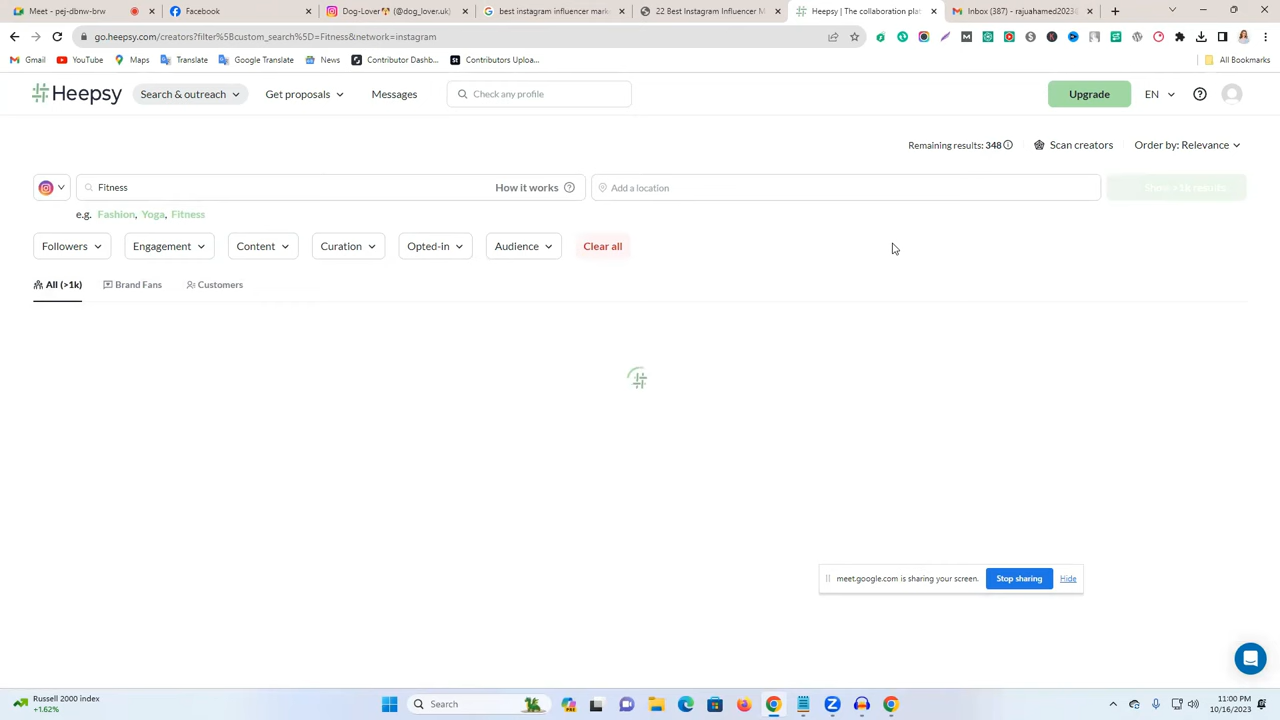 Meet - pej-dbnw-brw
Facebook
Dog-Lover (@dog_lover.uk)
best instagram influencer marke
22 Best Instagram Influencer M
Heepsy | The collaboration plat
Inbox (387) - rajuahamed2023@
go.heepsy.com/creators?filter%5Bcustom_search%5D=Fitness&network=instagram
Gmail
YouTube
Maps
Translate
Google Translate
News
Contributor Dashb...
Contributors Uploa...
All Bookmarks
Heepsy
Search & outreach
Get proposals
Messages
Check any profile
Upgrade
EN
Remaining results: 348
Scan creators
Order by: Relevance
Fitness
How it works
Add a location
Show >1k results
e.g. Fashion, Yoga, Fitness
Followers
Engagement
Content
Curation
Opted-in
Audience
Clear all
All (>1k)
Brand Fans
Customers
meet.google.com is sharing your screen.
Stop sharing
Hide
Russell 2000 index
+1.62%
Search
11:00 PM
10/16/2023